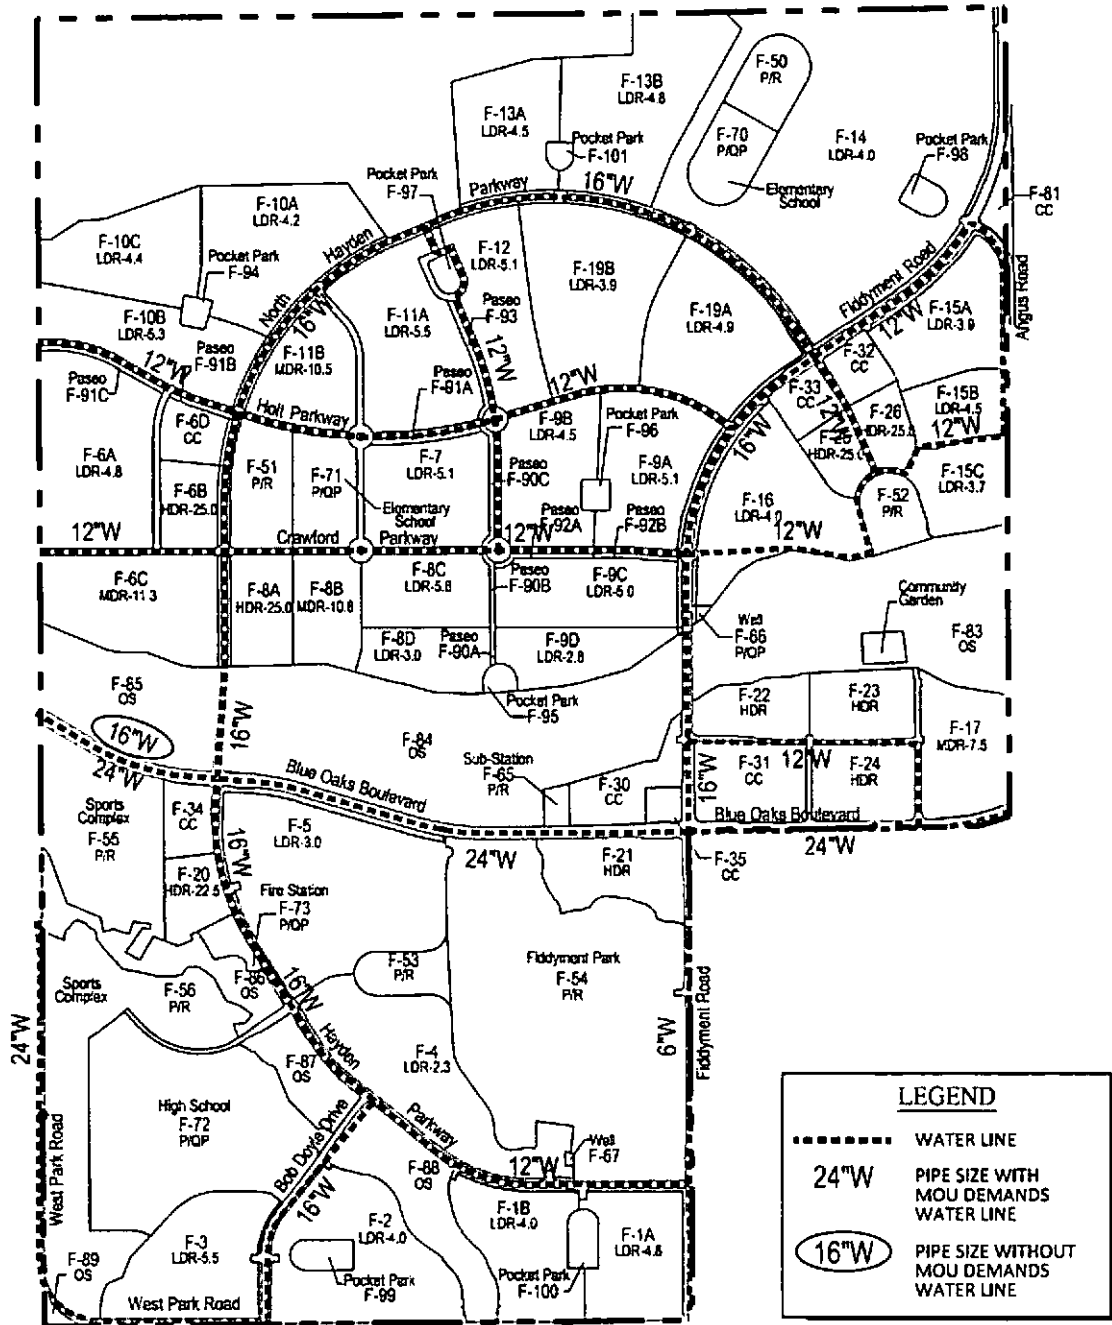 F-50
P/R
F-13B
LDR-4.8
F-13A
LDR-4.5
F-70
P/QP
F-14
LDR-4.0
Pocket Park
F-98
Pocket Park
F-101
Elementary
School
F-81
CC
Pocket Park
F-97
Parkway
16"W
F-10A
LDR-4.2
F-10C
LDR-4.4
Hayden
F-12
LDR-5.1
Pocket Park
F-94
F-19B
LDR-3.9
Fiddyment Road
North
16"W
F-10B
LDR-5.3
F-11A
LDR-5.5
Paseo
F-93
F-19A
LDR-4.9
12"W
F-15A
LDR-3.9
Angus Road
12"W
Paseo
F-91B
F-11B
MDR-10.5
12"W
F-32
CC
Paseo
F-91C
F-91A
Paseo
12"W
F-33
CC
12"W
F-15B
LDR-4.5
F-6D
CC
Holt Parkway
F-9B
LDR-4.5
Pocket Park
F-96
16"W
F-26
HDR-25.0
F-25
HDR-25.0
12"W
F-6A
LDR-4.8
F-51
P/R
F-71
P/QP
F-7
LDR-5.1
Paseo
F-90C
F-9A
LDR-5.1
F-15C
LDR-3.7
F-6B
HDR-25.0
Elementary
School
F-16
LDR-4.0
F-52
P/R
12"W
Crawford Parkway
12"W
Paseo
F-92A
Paseo
F-92B
12"W
F-6C
MDR-11.3
F-8A
HDR-25.0
F-8B
MDR-10.8
F-8C
LDR-5.8
Paseo
F-90B
F-9C
LDR-5.0
Community
Garden
Well
F-66
P/QP
F-83
OS
F-8D
LDR-3.0
Paseo
F-90A
F-9D
LDR-2.8
F-85
OS
Pocket Park
F-95
F-22
HDR
F-23
HDR
16"W
16"W
24"W
F-84
OS
F-17
MDR-7.5
Sub-Station
F-65
P/R
F-30
CC
16"W
F-31
CC
12"W
F-24
HDR
Blue Oaks Boulevard
Blue Oaks Boulevard
Sports
Complex
F-55
P/R
F-34
CC
16"W
F-5
LDR-3.0
24"W
F-21
HDR
F-35
CC
24"W
F-20
HDR-22.5
Fire Station
F-73
P/QP
F-53
P/R
Fiddyment Park
F-54
P/R
Sports
Complex
F-56
P/R
F-86
OS
16"W
Fiddyment Road
24"W
Hayden
6"W
F-87
OS
F-4
LDR-2.3
High School
F-72
P/QP
Parkway
Bob Doyle Drive
Well
F-67
West Park Road
16"W
F-88
OS
12"W
F-1B
LDR-4.0
F-3
LDR-5.5
F-2
LDR-4.0
F-1A
LDR-4.8
F-89
OS
Pocket Park
F-99
Pocket Park
F-100
West Park Road
LEGEND
WATER LINE
24"W
PIPE SIZE WITH
MOU DEMANDS
WATER LINE
16"W
PIPE SIZE WITHOUT
MOU DEMANDS
WATER LINE